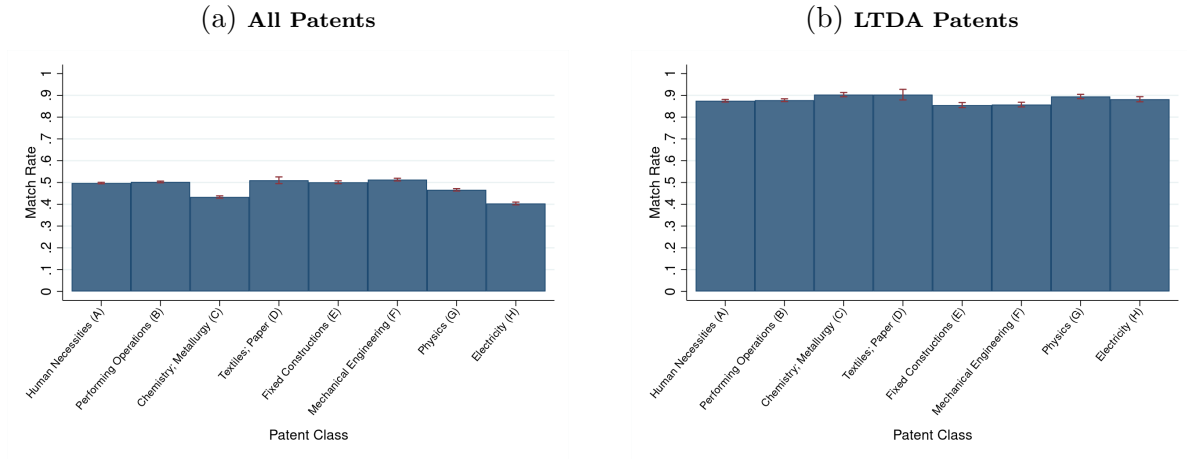 (a) All Patents
Match Rate
1
.9
.8
.7
.6
.5
.4
.3
.2
.1
0
Human Necessities (A)
Performing Operations (B)
Chemistry; Metallurgy (C)
Textiles; Paper (D)
Fixed Constructions (E)
Mechanical Engineering (F)
Physics (G)
Electricity (H)
Patent Class
(b) LTDA Patents
Match Rate
1
.9
.8
.7
.6
.5
.4
.3
.2
.1
0
Human Necessities (A)
Performing Operations (B)
Chemistry; Metallurgy (C)
Textiles; Paper (D)
Fixed Constructions (E)
Mechanical Engineering (F)
Physics (G)
Electricity (H)
Patent Class